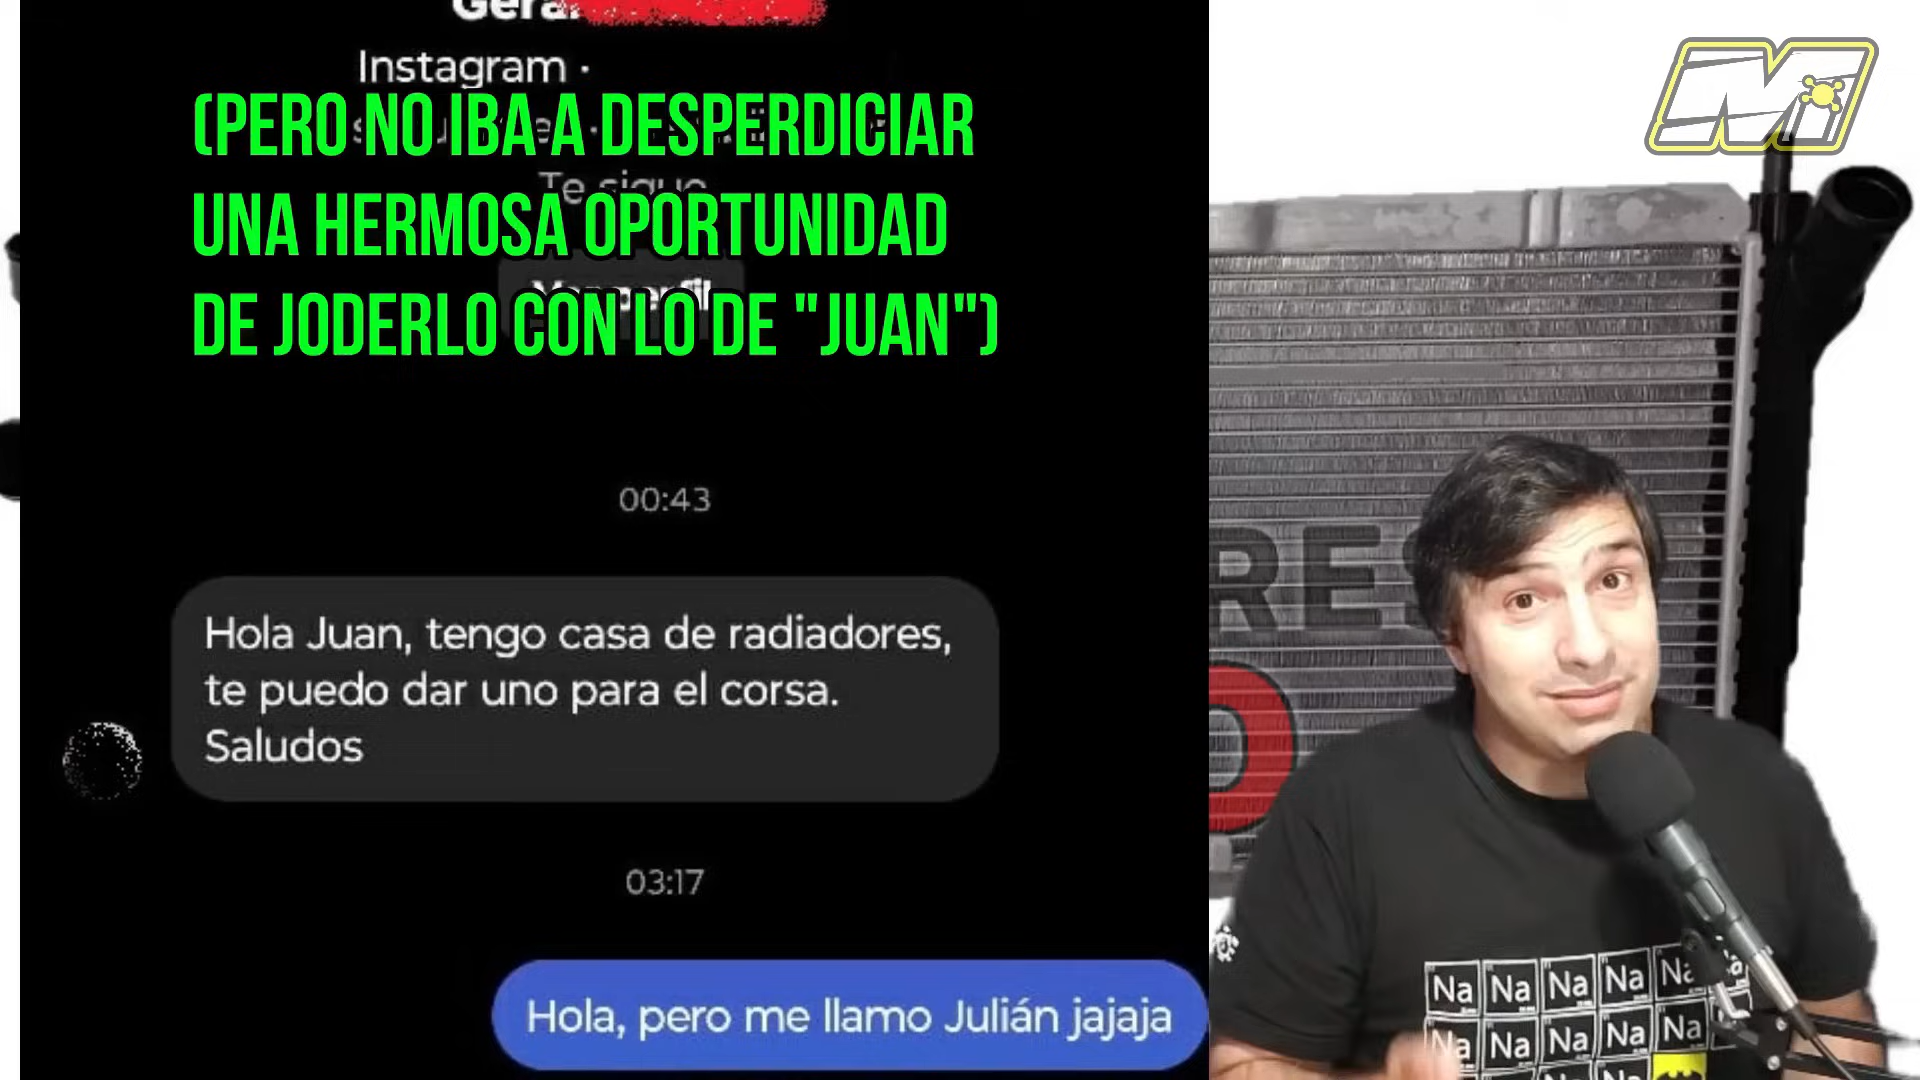 Instagram ·
(PERO NO IBA A DESPERDICIAR
UNA HERMOSA OPORTUNIDAD
DE JODERLO CON LO DE "JUAN")
Te sigue
00:43
Hola Juan, tengo casa de radiadores,
te puedo dar uno para el corsa.
Saludos
03:17
Hola, pero me llamo Julián jajaja
Na Na Na Na Na
Na Na Na Na Na